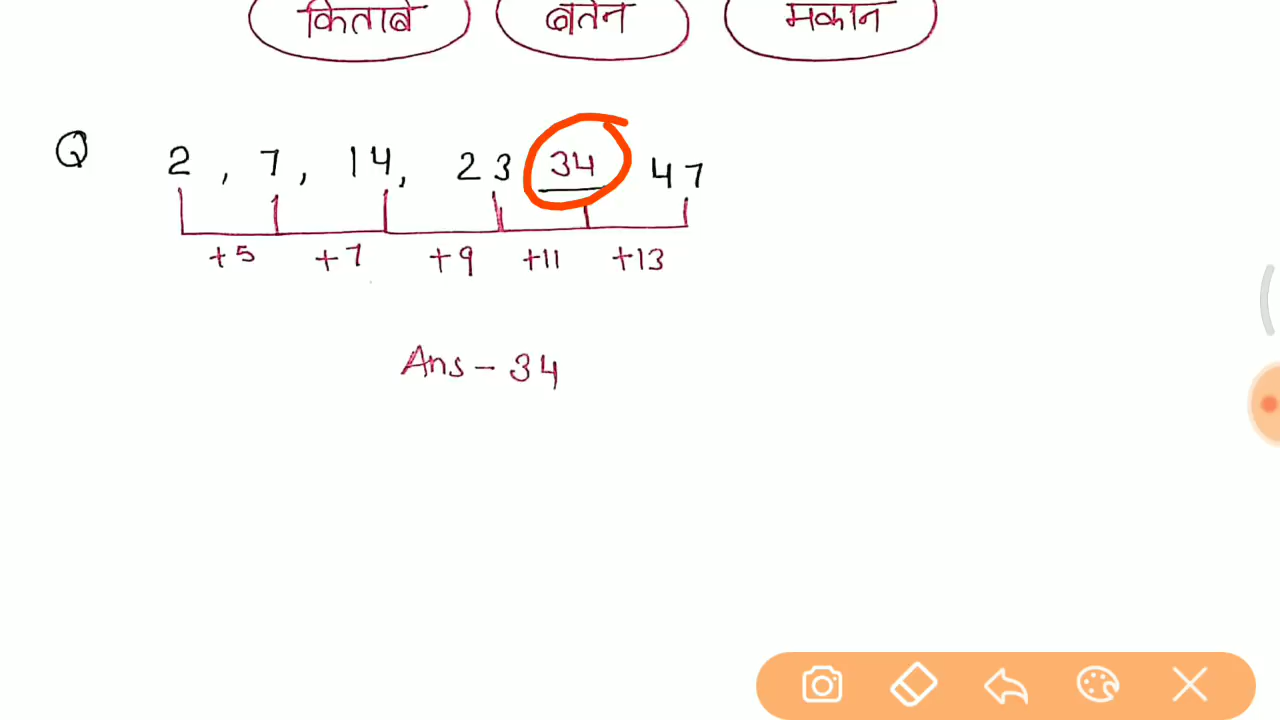 किताबे बर्तन मकान
Q 2 , 7 , 14 , 23 34 47
+5 +7 +9 +11 +13
Ans - 34